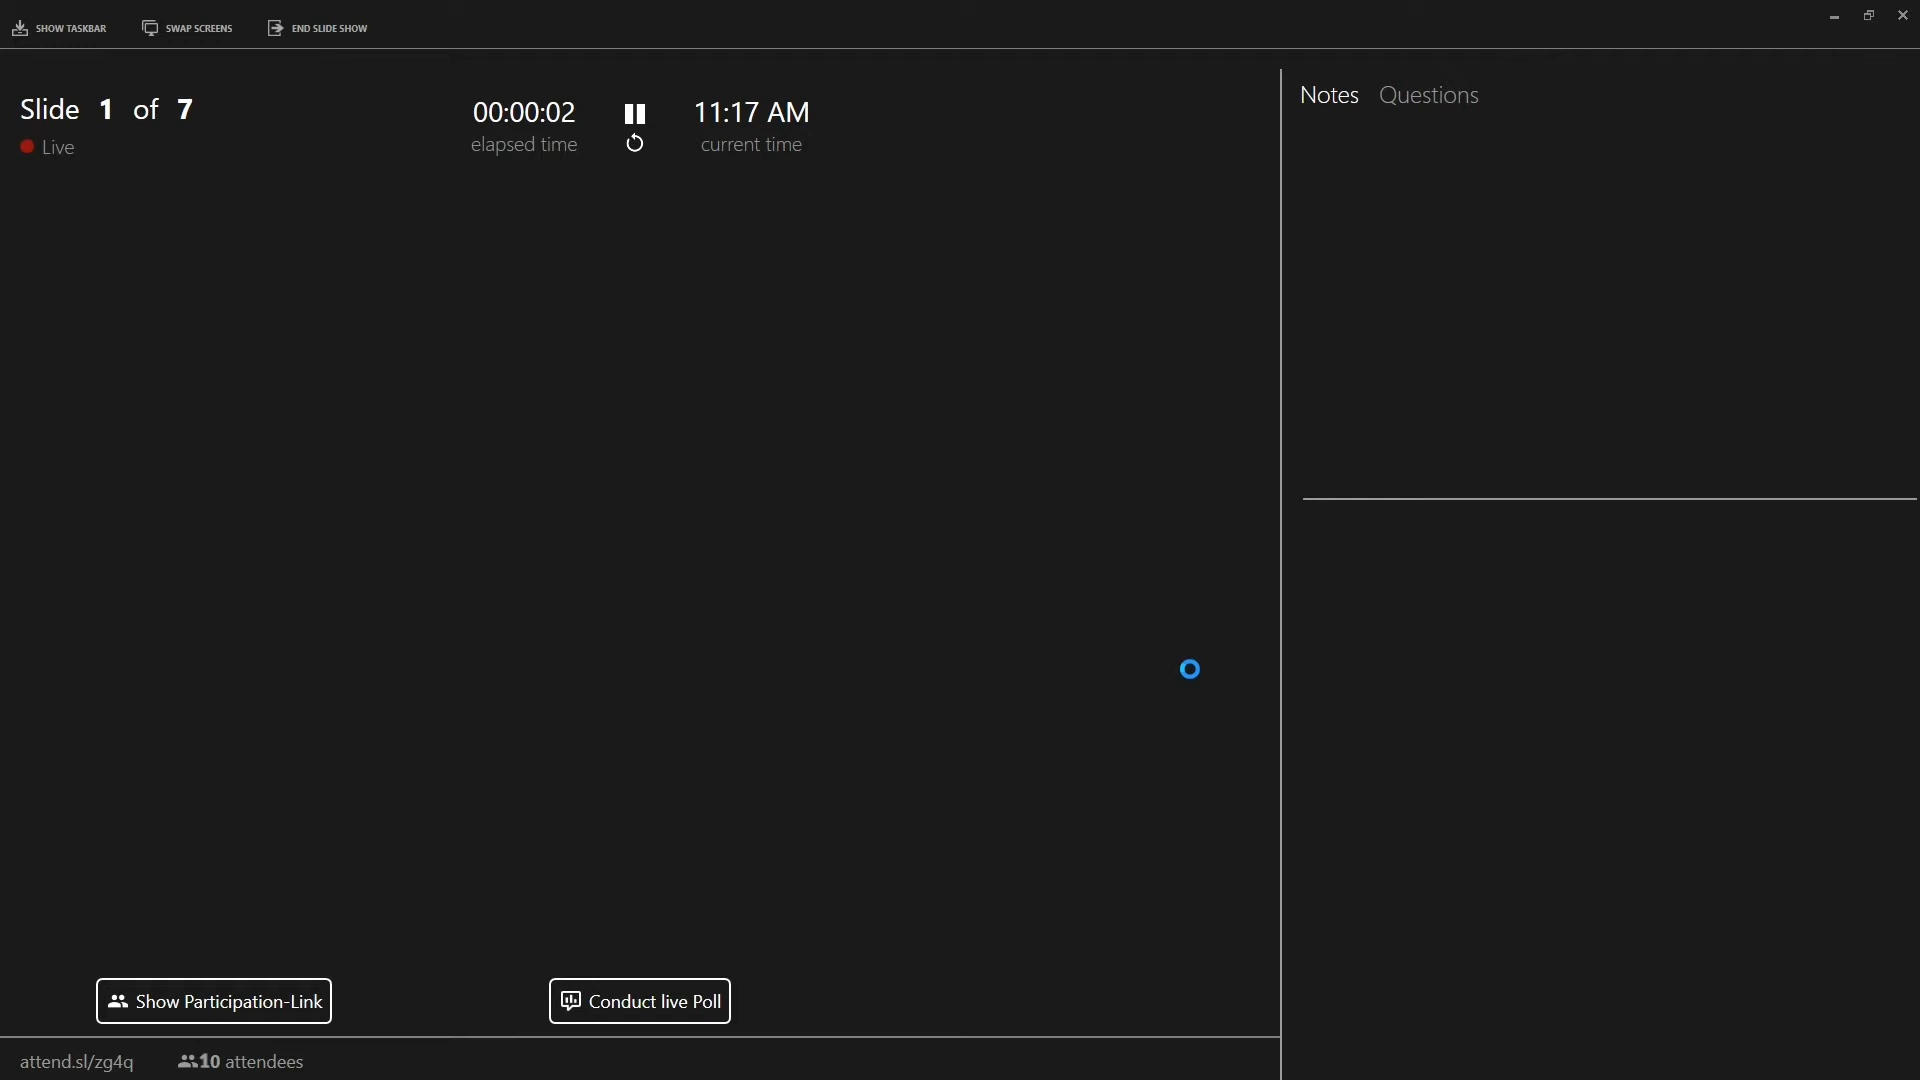 SHOW TASKBAR SWAP SCREENS END SLIDE SHOW
Slide 1 of 7
Live
00:00:02
elapsed time
11:17 AM
current time
Notes Questions
Show Participation-Link
Conduct live Poll
attend.sl/zg4q 10 attendees